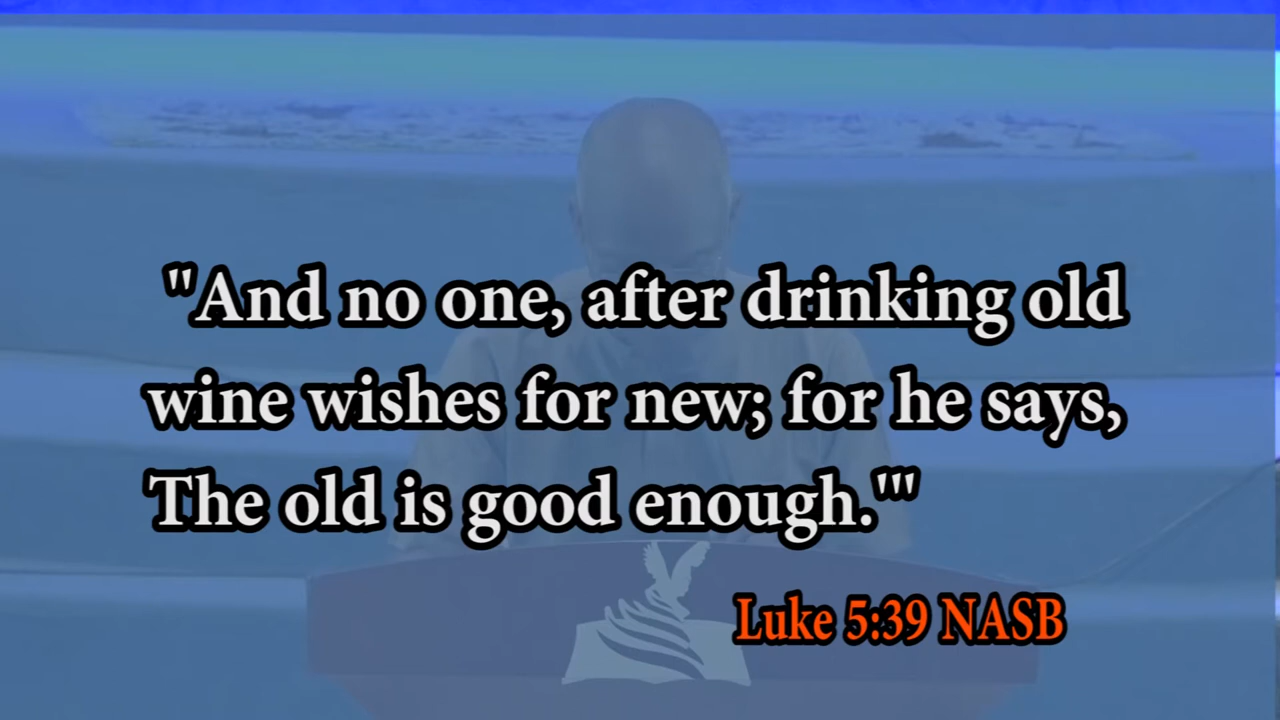 "And no one, after drinking old
wine wishes for new; for he says,
The old is good enough.'"
Luke 5:39 NASB